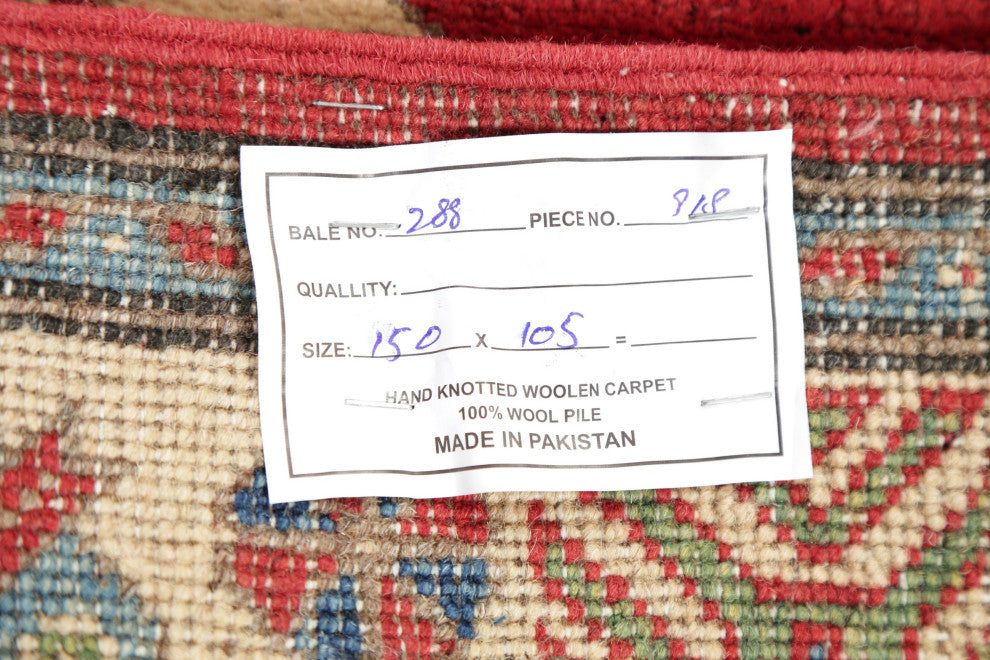 BALE NO. 288 PIECE NO.
QUALLITY:
SIZE: 150 X 105 =
HAND KNOTTED WOOLEN CARPET
100% WOOL PILE
MADE IN PAKISTAN